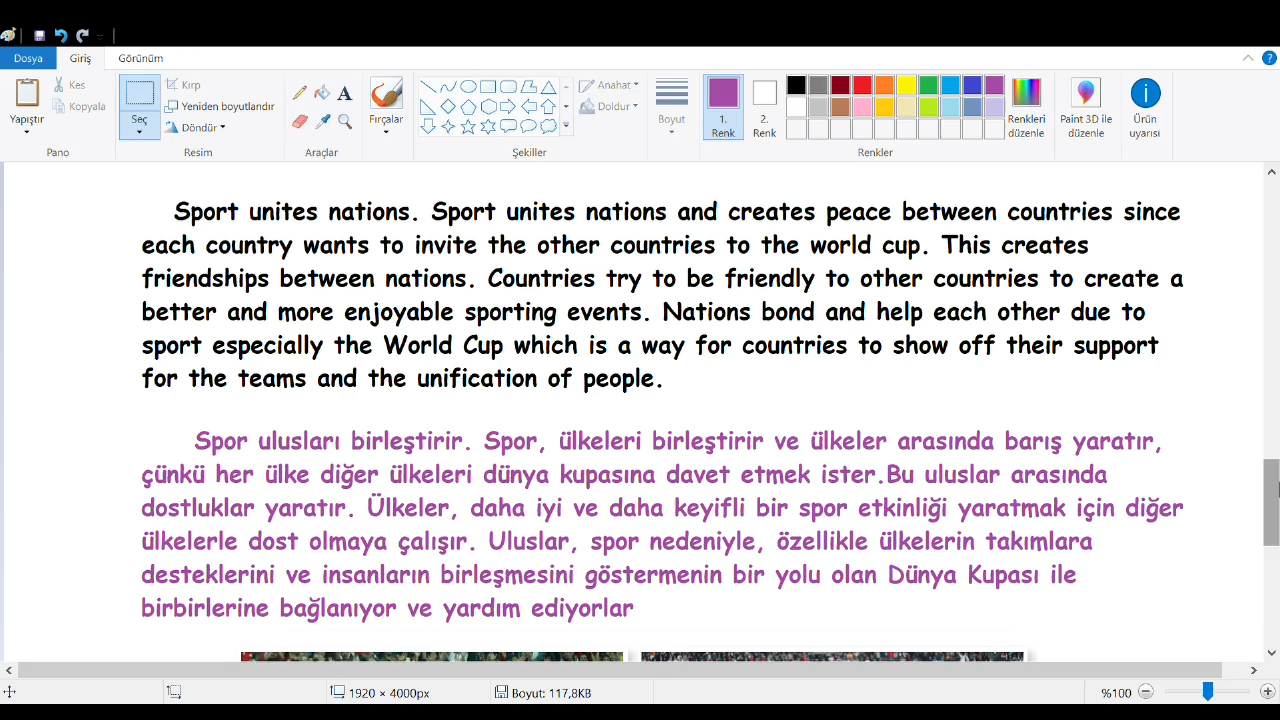 Dosya Giriş Görünüm
Yapıştır
Kes
Kopyala
Pano
Seç
Kırp
Yeniden boyutlandır
Döndür
Resim
A
Araçlar
Fırçalar
Anahat
Doldur
Şekiller
Boyut
1. Renk
2. Renk
Renkleri düzenle
Renkler
Paint 3D ile düzenle
Ürün uyarısı
Sport unites nations. Sport unites nations and creates peace between countries since
each country wants to invite the other countries to the world cup. This creates
friendships between nations. Countries try to be friendly to other countries to create a
better and more enjoyable sporting events. Nations bond and help each other due to
sport especially the World Cup which is a way for countries to show off their support
for the teams and the unification of people.
Spor ulusları birleştirir. Spor, ülkeleri birleştirir ve ülkeler arasında barış yaratır,
çünkü her ülke diğer ülkeleri dünya kupasına davet etmek ister.Bu uluslar arasında
dostluklar yaratır. Ülkeler, daha iyi ve daha keyifli bir spor etkinliği yaratmak için diğer
ülkelerle dost olmaya çalışır. Uluslar, spor nedeniyle, özellikle ülkelerin takımlara
desteklerini ve insanların birleşmesini göstermenin bir yolu olan Dünya Kupası ile
birbirlerine bağlanıyor ve yardım ediyorlar
1920 × 4000px Boyut: 117,8KB %100